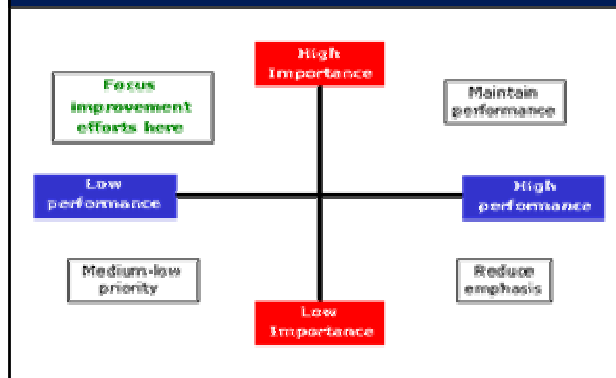 High
Importance
Focus
improvement
efforts here
Maintain
performance
Low
performance
High
performance
Medium-low
priority
Reduce
emphasis
Low
Importance